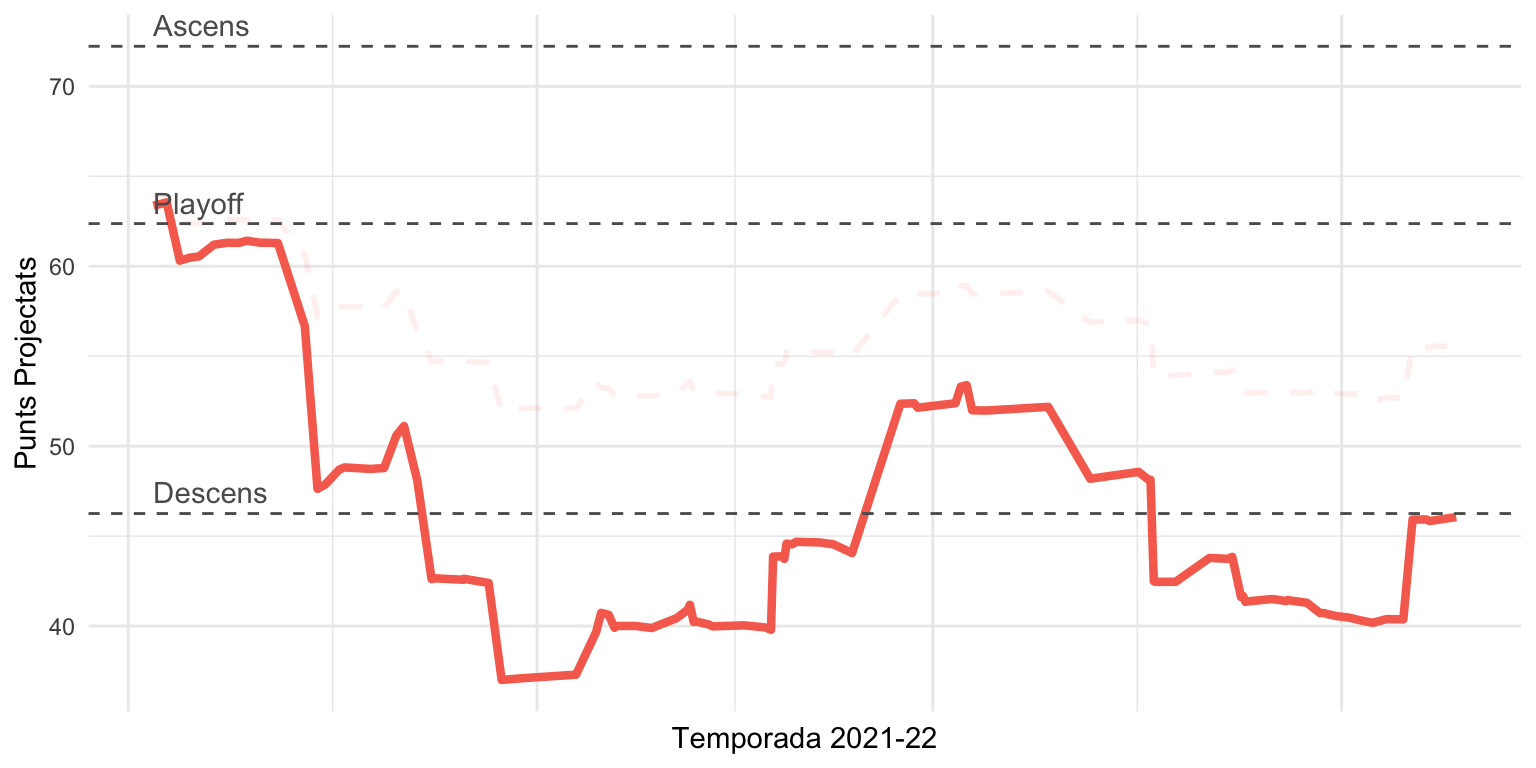 Ascens
70
Playoff
60
Punts Projectats
50
Descens
40
Temporada 2021-22